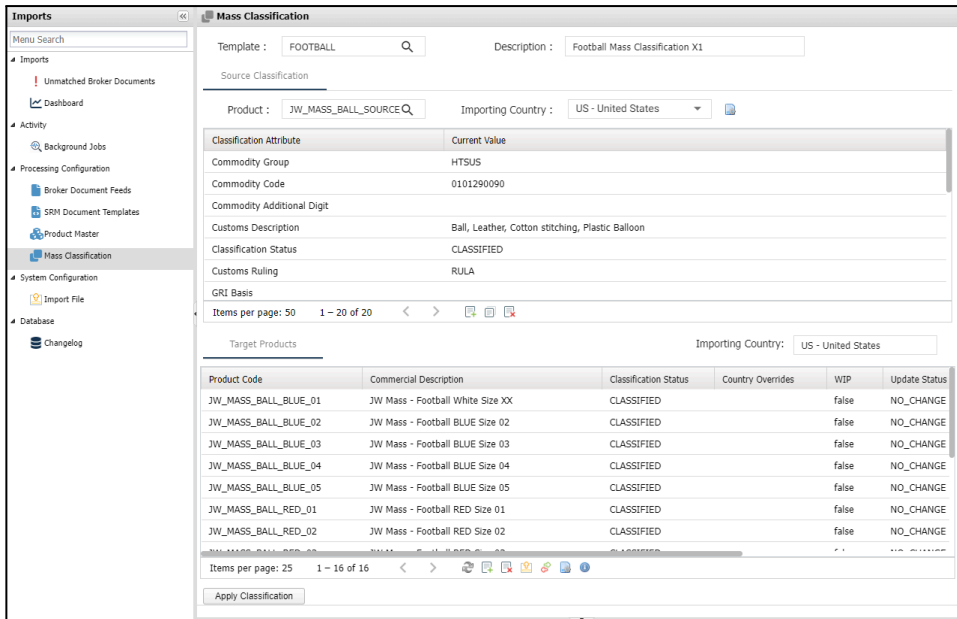 Imports
Menu Search
Imports
Unmatched Broker Documents
Dashboard
Activity
Background Jobs
Processing Configuration
Broker Document Feeds
SRM Document Templates
Product Master
Mass Classification
System Configuration
Import File
Database
Changelog
Mass Classification
Template : FOOTBALL Description : Football Mass Classification X1
Source Classification
Product : JW_MASS_BALL_SOURCE Importing Country : US - United States
Classification Attribute Current Value
Commodity Group HTSUS
Commodity Code 0101290090
Commodity Additional Digit
Customs Description Ball, Leather, Cotton stitching, Plastic Balloon
Classification Status CLASSIFIED
Customs Ruling RULA
GRI Basis
Items per page: 50 1 – 20 of 20
Target Products Importing Country: US - United States
Product Code Commercial Description Classification Status Country Overrides WIP Update Status
JW_MASS_BALL_BLUE_01 JW Mass - Football White Size XX CLASSIFIED false NO_CHANGE
JW_MASS_BALL_BLUE_02 JW Mass - Football BLUE Size 02 CLASSIFIED false NO_CHANGE
JW_MASS_BALL_BLUE_03 JW Mass - Football BLUE Size 03 CLASSIFIED false NO_CHANGE
JW_MASS_BALL_BLUE_04 JW Mass - Football BLUE Size 04 CLASSIFIED false NO_CHANGE
JW_MASS_BALL_BLUE_05 JW Mass - Football BLUE Size 05 CLASSIFIED false NO_CHANGE
JW_MASS_BALL_RED_01 JW Mass - Football RED Size 01 CLASSIFIED false NO_CHANGE
JW_MASS_BALL_RED_02 JW Mass - Football RED Size 02 CLASSIFIED false NO_CHANGE
Items per page: 25 1 – 16 of 16
Apply Classification